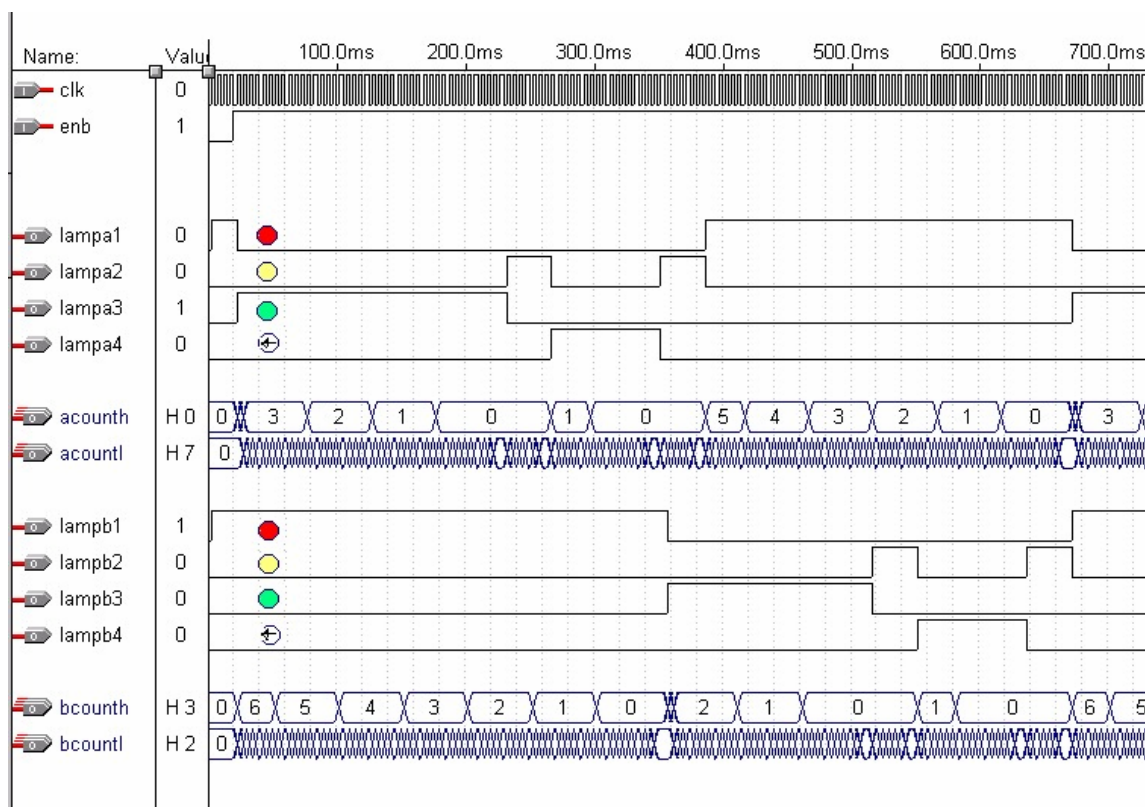 100.0ms 200.0ms 300.0ms 400.0ms 500.0ms 600.0ms 700.0ms
Name: Valu
clk 0
enb 1
lampa1 0
lampa2 0
lampa3 1
lampa4 0
acounth H 0 0 3 2 1 0 1 0 5 4 3 2 1 0 3
acountl H 7 0
lampb1 1
lampb2 0
lampb3 0
lampb4 0
bcounth H 3 0 6 5 4 3 2 1 0 2 1 0 1 0 6 5
bcountl H 2 0